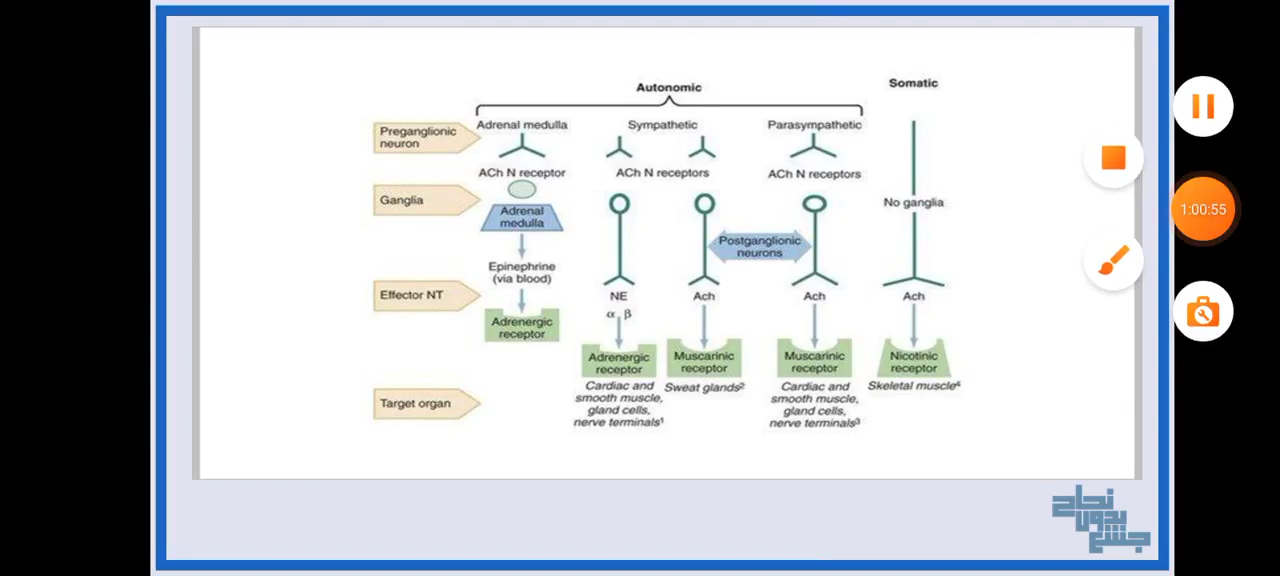 Autonomic
Somatic
Preganglionic
neuron
Adrenal medulla
Sympathetic
Parasympathetic
ACh N receptor
ACh N receptors
ACh N receptors
Ganglia
Adrenal
medulla
No ganglia
Postganglionic
neurons
Epinephrine
(via blood)
Effector NT
NE
Ach
Ach
Ach
α β
Adrenergic
receptor
Adrenergic
receptor
Muscarinic
receptor
Muscarinic
receptor
Nicotinic
receptor
Target organ
Cardiac and
smooth muscle,
gland cells,
nerve terminals¹
Sweat glands²
Cardiac and
smooth muscle,
gland cells,
nerve terminals³
Skeletal muscle⁴
1:00:55
نجاح
بدون
جشع